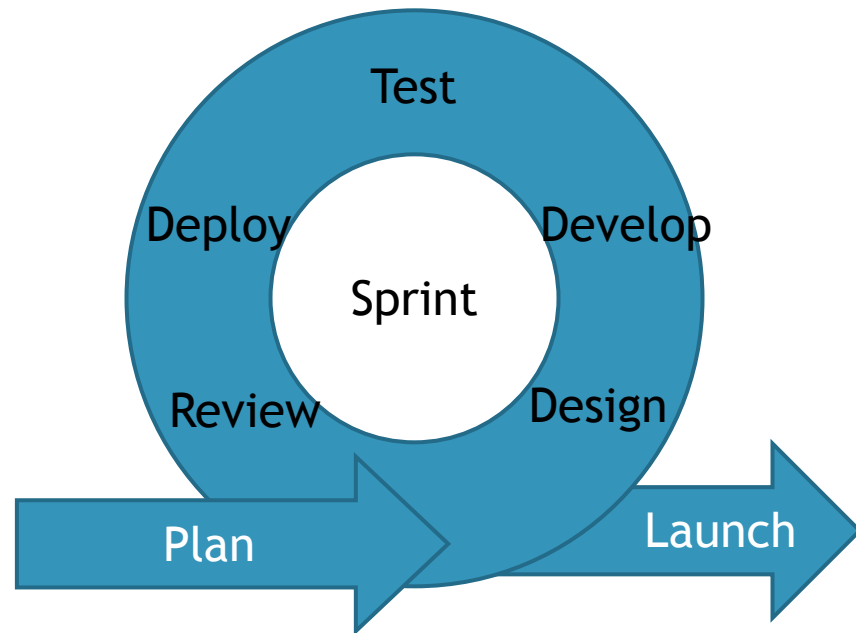 Test
Deploy
Develop
Sprint
Review
Design
Plan
Launch